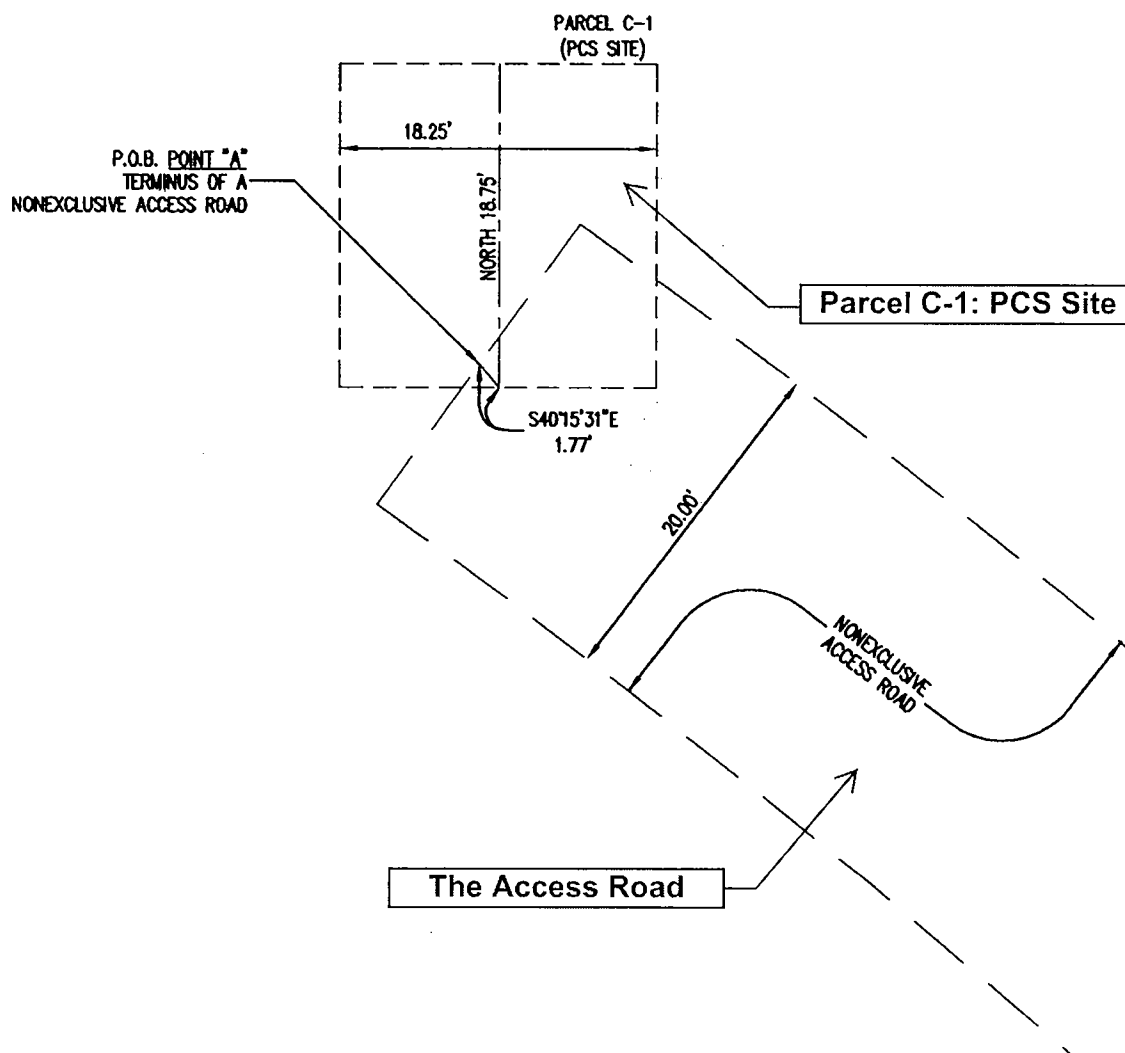 PARCEL C-1
(PCS SITE)
18.25'
P.O.B. POINT "A"
TERMINUS OF A
NONEXCLUSIVE ACCESS ROAD
NORTH 18.75'
Parcel C-1: PCS Site
S40°15'31"E
1.77'
20.00'
NONEXCLUSIVE
ACCESS ROAD
The Access Road